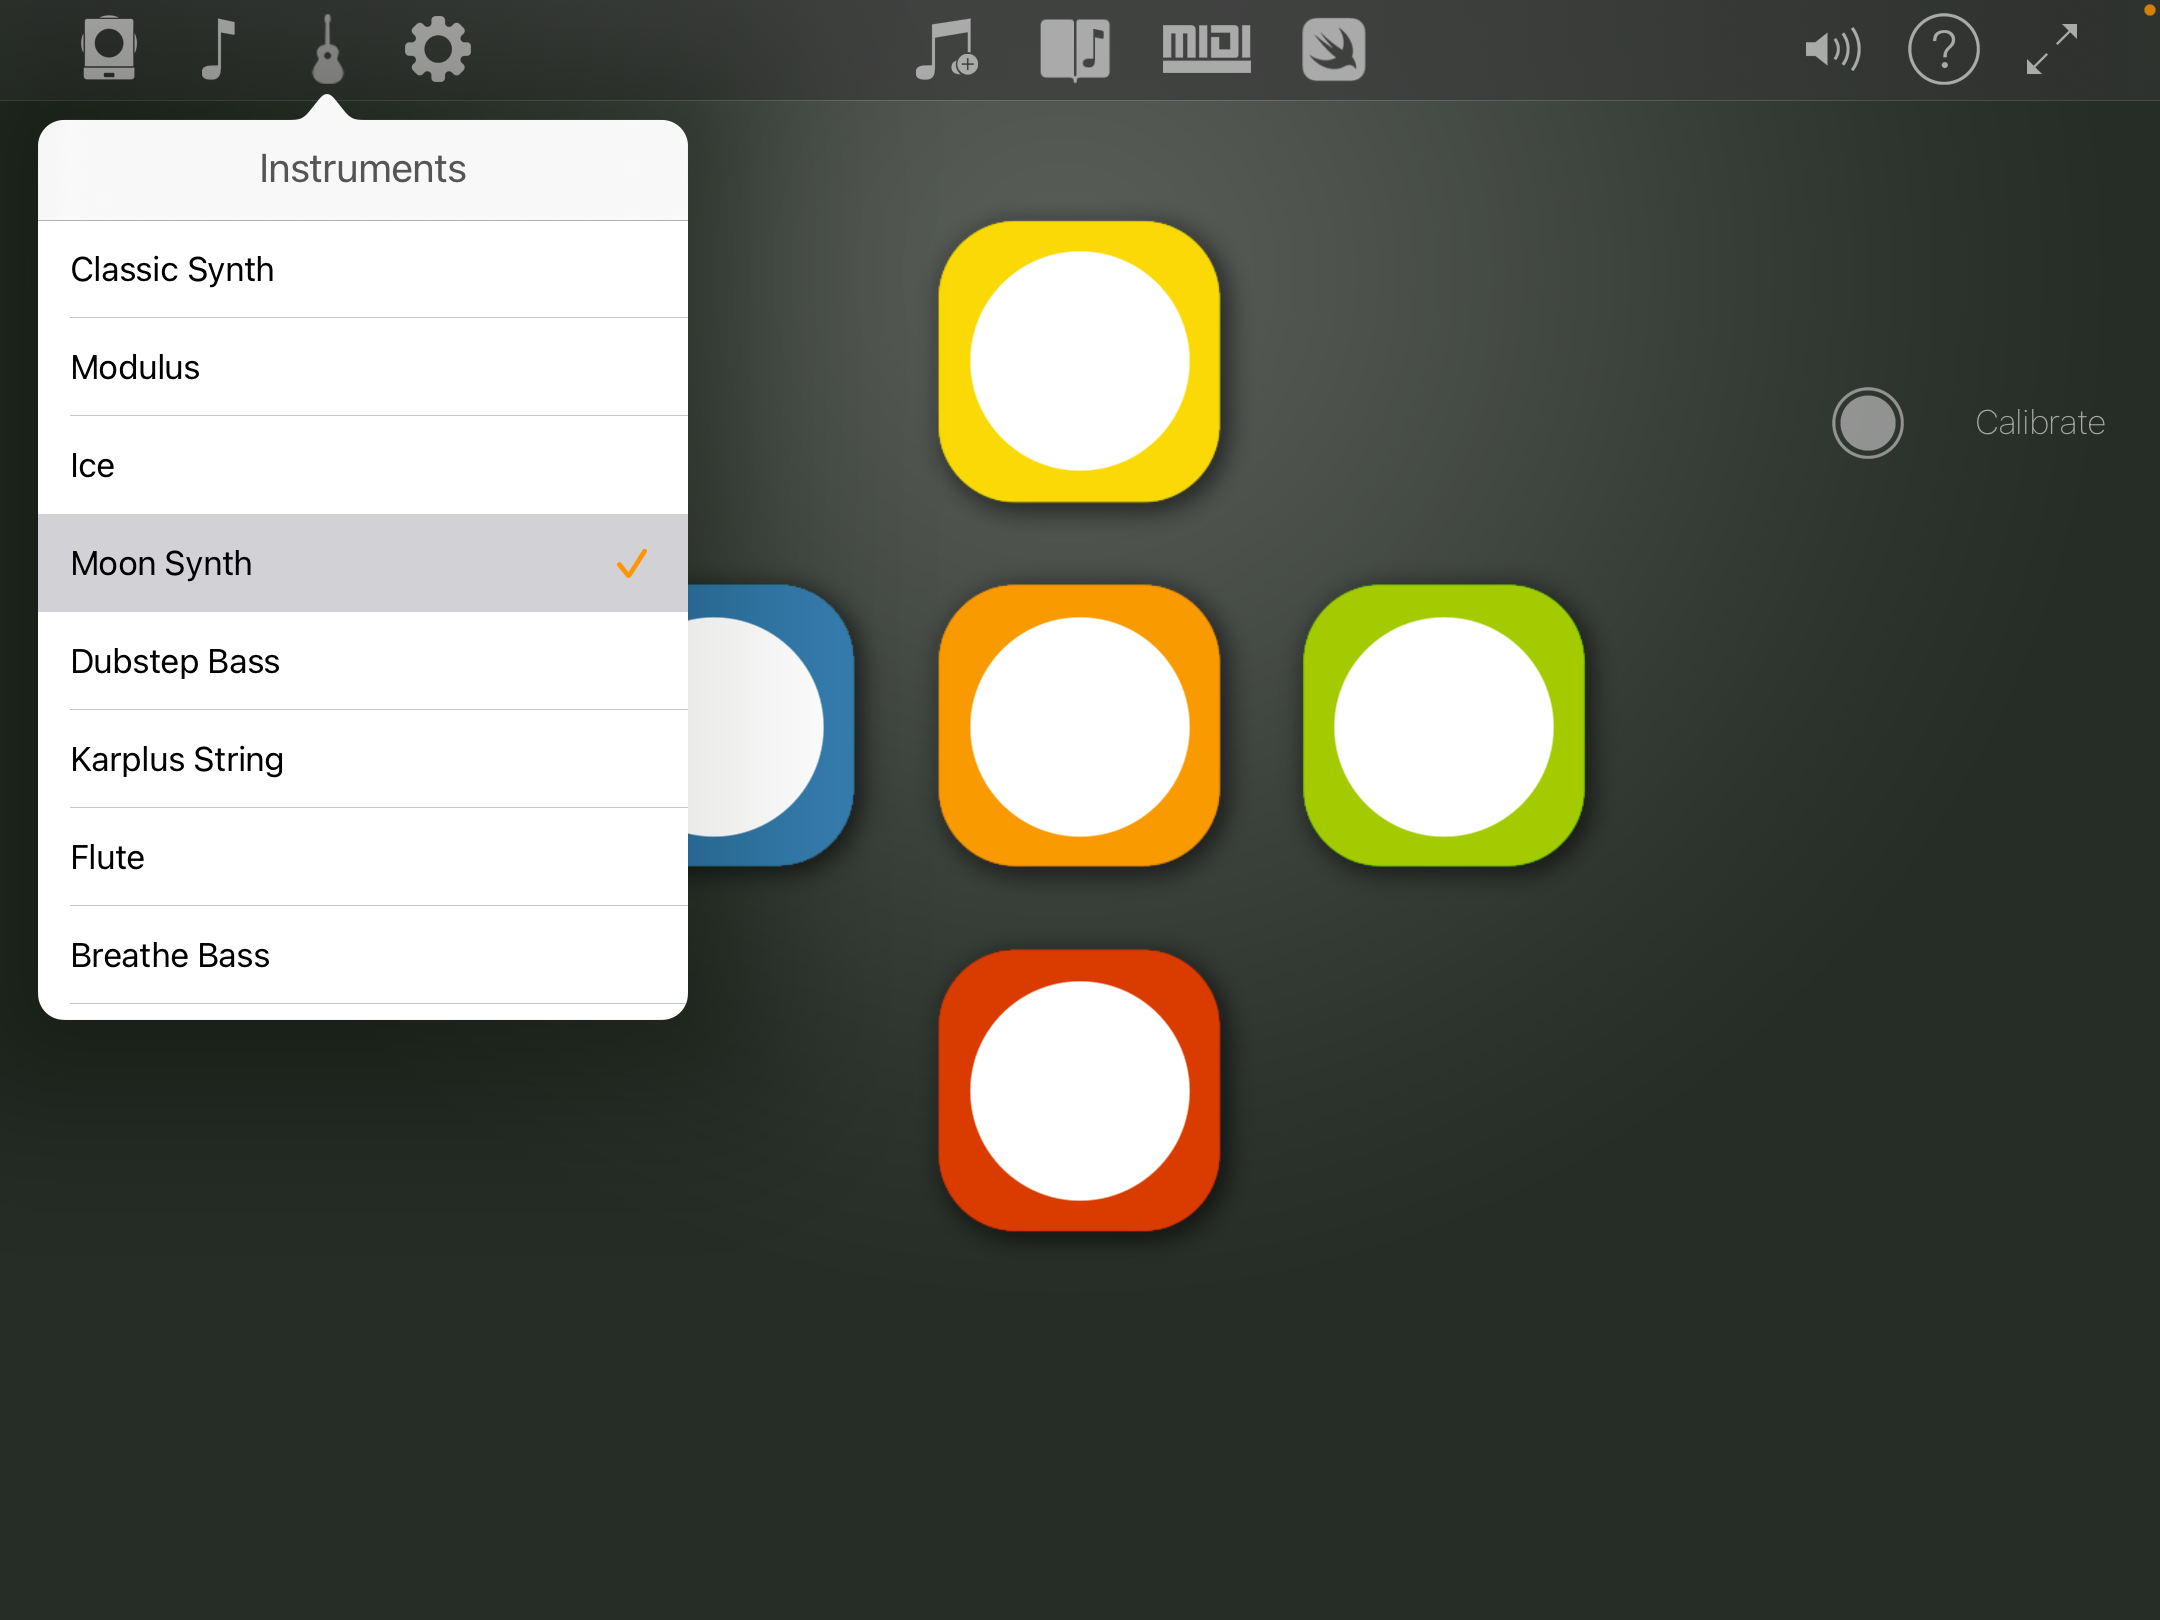 MIDI
?
Instruments
Classic Synth
Modulus
Ice
Moon Synth
Dubstep Bass
Karplus String
Flute
Breathe Bass
Calibrate